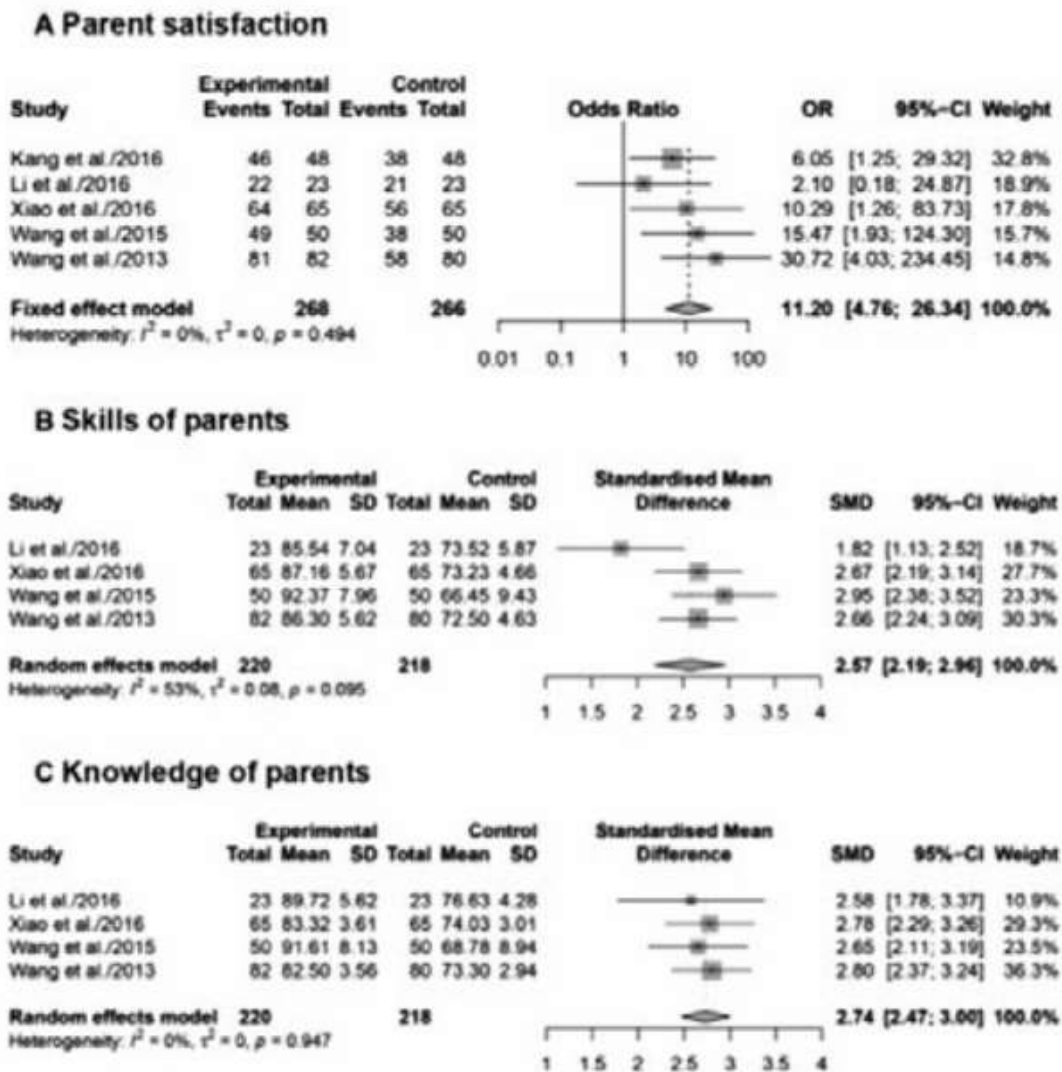 A Parent satisfaction
Experimental Control
Study Events Total Events Total Odds Ratio OR 95%-CI Weight
Kang et al./2016 46 48 38 48 6.05 [1.25; 29.32] 32.8%
Li et al./2016 22 23 21 23 2.10 [0.18; 24.87] 18.9%
Xiao et al./2016 64 65 56 65 10.29 [1.26; 83.73] 17.8%
Wang et al./2015 49 50 38 50 15.47 [1.93; 124.30] 15.7%
Wang et al./2013 81 82 58 80 30.72 [4.03; 234.45] 14.8%
Fixed effect model 268 266 11.20 [4.76; 26.34] 100.0%
Heterogeneity: I² = 0%, τ² = 0, p = 0.494
0.01 0.1 1 10 100
B Skills of parents
Experimental Control Standardised Mean
Study Total Mean SD Total Mean SD Difference SMD 95%-CI Weight
Li et al./2016 23 85.54 7.04 23 73.52 5.87 1.82 [1.13; 2.52] 18.7%
Xiao et al./2016 65 87.16 5.67 65 73.23 4.66 2.67 [2.19; 3.14] 27.7%
Wang et al./2015 50 92.37 7.96 50 66.45 9.43 2.95 [2.38; 3.52] 23.3%
Wang et al./2013 82 86.30 5.62 80 72.50 4.63 2.66 [2.24; 3.09] 30.3%
Random effects model 220 218 2.57 [2.19; 2.96] 100.0%
Heterogeneity: I² = 53%, τ² = 0.08, p = 0.095
1 1.5 2 2.5 3 3.5 4
C Knowledge of parents
Experimental Control Standardised Mean
Study Total Mean SD Total Mean SD Difference SMD 95%-CI Weight
Li et al./2016 23 89.72 5.62 23 76.63 4.28 2.58 [1.78; 3.37] 10.9%
Xiao et al./2016 65 83.32 3.61 65 74.03 3.01 2.78 [2.29; 3.26] 29.3%
Wang et al./2015 50 91.61 8.13 50 68.78 8.94 2.65 [2.11; 3.19] 23.5%
Wang et al./2013 82 82.50 3.56 80 73.30 2.94 2.80 [2.37; 3.24] 36.3%
Random effects model 220 218 2.74 [2.47; 3.00] 100.0%
Heterogeneity: I² = 0%, τ² = 0, p = 0.947
1 1.5 2 2.5 3 3.5 4